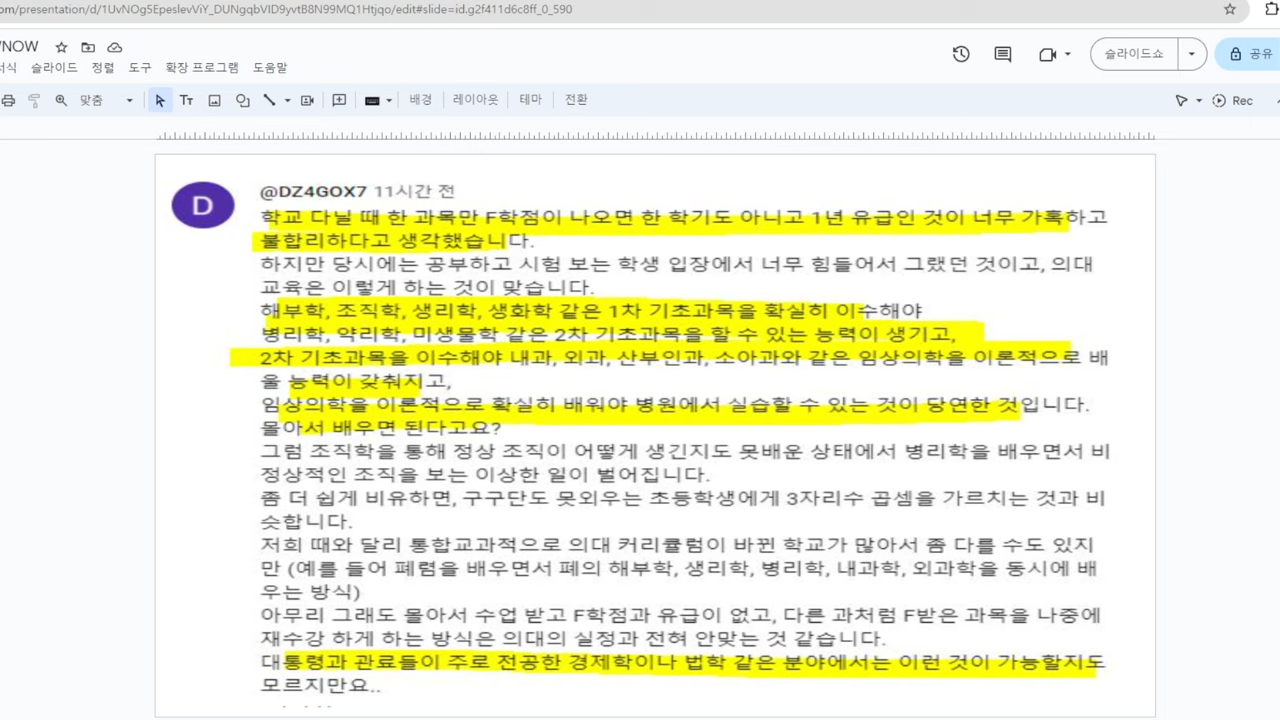 com/presentation/d/1UvNOg5EpeslevViY_DUNgqbVID9yvtB8N99MQ1Htjqo/edit#slide=id.g2f411d6c8ff_0_590
/NOW
서식 슬라이드 정렬 도구 확장 프로그램 도움말
슬라이드쇼 공유
맞춤 배경 레이아웃 테마 전환 Rec
D
@DZ4GOX7 11시간 전
학교 다닐 때 한 과목만 F학점이 나오면 한 학기도 아니고 1년 유급인 것이 너무 가혹하고
불합리하다고 생각했습니다.
하지만 당시에는 공부하고 시험 보는 학생 입장에서 너무 힘들어서 그랬던 것이고, 의대
교육은 이렇게 하는 것이 맞습니다.
해부학, 조직학, 생리학, 생화학 같은 1차 기초과목을 확실히 이수해야
병리학, 약리학, 미생물학 같은 2차 기초과목을 할 수 있는 능력이 생기고,
2차 기초과목을 이수해야 내과, 외과, 산부인과, 소아과와 같은 임상의학을 이론적으로 배
울 능력이 갖춰지고,
임상의학을 이론적으로 확실히 배워야 병원에서 실습할 수 있는 것이 당연한 것입니다.
몰아서 배우면 된다고요?
그럼 조직학을 통해 정상 조직이 어떻게 생긴지도 못배운 상태에서 병리학을 배우면서 비
정상적인 조직을 보는 이상한 일이 벌어집니다.
좀 더 쉽게 비유하면, 구구단도 못외우는 초등학생에게 3자리수 곱셈을 가르치는 것과 비
슷합니다.
저희 때와 달리 통합교과적으로 의대 커리큘럼이 바뀐 학교가 많아서 좀 다를 수도 있지
만 (예를 들어 폐렴을 배우면서 폐의 해부학, 생리학, 병리학, 내과학, 외과학을 동시에 배
우는 방식)
아무리 그래도 몰아서 수업 받고 F학점과 유급이 없고, 다른 과처럼 F받은 과목을 나중에
재수강 하게 하는 방식은 의대의 실정과 전혀 안맞는 것 같습니다.
대통령과 관료들이 주로 전공한 경제학이나 법학 같은 분야에서는 이런 것이 가능할지도
모르지만요..